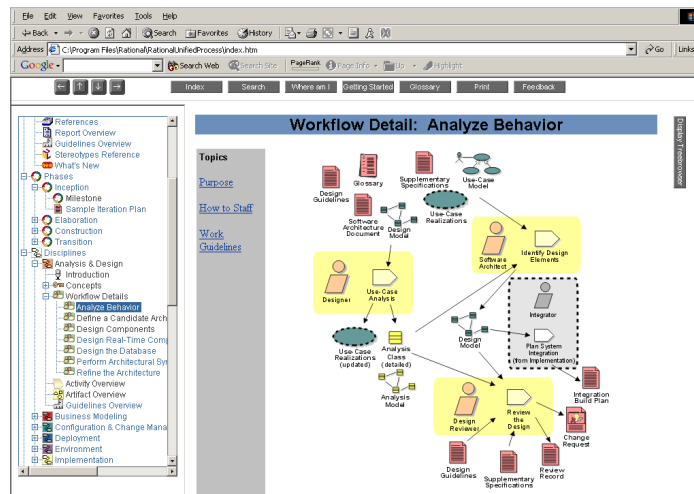 File Edit View Favorites Tools Help
Back Search Favorites History
Address C:\Program Files\Rational\RationalUnifiedProcess\index.htm Go Links
Google Search Web Search Site PageRank Page Info Up Highlight
Index Search Where am I Getting Started Glossary Print Feedback
References
Report Overview
Guidelines Overview
Stereotypes Reference
What's New
Phases
Inception
Milestone
Sample Iteration Plan
Elaboration
Construction
Transition
Disciplines
Analysis & Design
Introduction
Concepts
Workflow Details
Analyze Behavior
Define a Candidate Arch
Design Components
Design Real-Time Comp
Design the Database
Perform Architectural Sy
Refine the Architecture
Activity Overview
Artifact Overview
Guidelines Overview
Business Modeling
Configuration & Change Mana
Deployment
Environment
Implementation
Workflow Detail: Analyze Behavior
Display Treebrowser
Topics
Purpose
How to Staff
Work
Guidelines
Design
Guidelines
Glossary
Supplementary
Specifications
Use-Case
Model
Use-Case
Realizations
Software
Architecture
Document
Design
Model
Software
Architect
Identify Design
Elements
Designer
Use-Case
Analysis
Integrator
Plan System
Integration
(from Implementation)
Use-Case
Realizations
(updated)
Analysis
Class
(detailed)
Design
Model
Analysis
Model
Integration
Build Plan
Design
Reviewer
Review
the
Design
Change
Request
Design
Guidelines
Supplementary
Specifications
Review
Record